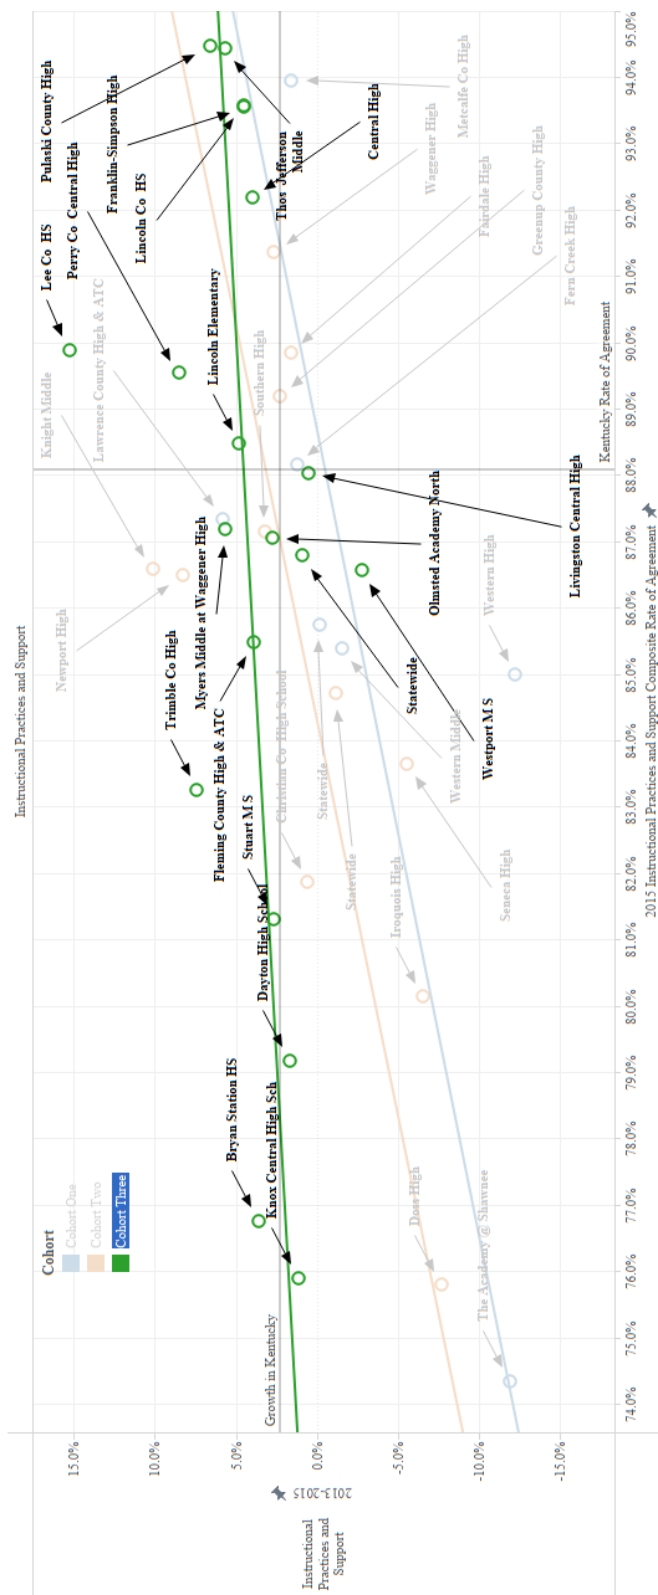 Instructional Practices and Support
Cohort
Cohort One
Cohort Two
Cohort Three
Pulaski County High
Lee Co HS
Perry Co Central High
Franklin-Simpson High
Lincoln Co HS
Thos Jefferson
Middle
Central High
Metcalfe Co High
Waggener High
Fairdale High
Greenup County High
Fern Creek High
Knight Middle
Lawrence County High & ATC
Lincoln Elementary
Southern High
Kentucky Rate of Agreement
Newport High
Trimble Co High
Myers Middle at Waggener High
Fleming County High & ATC
Stuart M S
Christian Co High School
Olmsted Academy North
Livingston Central High
Statewide
Westport M S
Western High
Statewide
Western Middle
Statewide
Seneca High
Iroquois High
Dayton High School
Bryan Station HS
Knox Central High Sch
Growth in Kentucky
Doss High
The Academy @ Shawnee
15.0%
10.0%
5.0%
0.0%
-5.0%
-10.0%
-15.0%
Instructional
Practices and
Support
2013-2015
74.0%
75.0%
76.0%
77.0%
78.0%
79.0%
80.0%
81.0%
82.0%
83.0%
84.0%
85.0%
86.0%
87.0%
88.0%
89.0%
90.0%
91.0%
92.0%
93.0%
94.0%
95.0%
2015 Instructional Practices and Support Composite Rate of Agreement